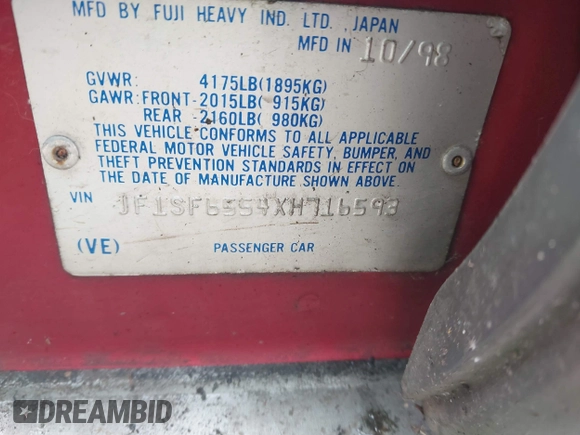 MFD BY FUJI HEAVY IND. LTD. JAPAN
MFD IN 10/98
GVWR: 4175LB(1895KG)
GAWR:FRONT-2015LB( 915KG)
REAR -2160LB( 980KG)
THIS VEHICLE CONFORMS TO ALL APPLICABLE
FEDERAL MOTOR VEHICLE SAFETY, BUMPER, AND
THEFT PREVENTION STANDARDS IN EFFECT ON
THE DATE OF MANUFACTURE SHOWN ABOVE.
VIN JF1SF6554XH716593
(VE) PASSENGER CAR
DREAMBID